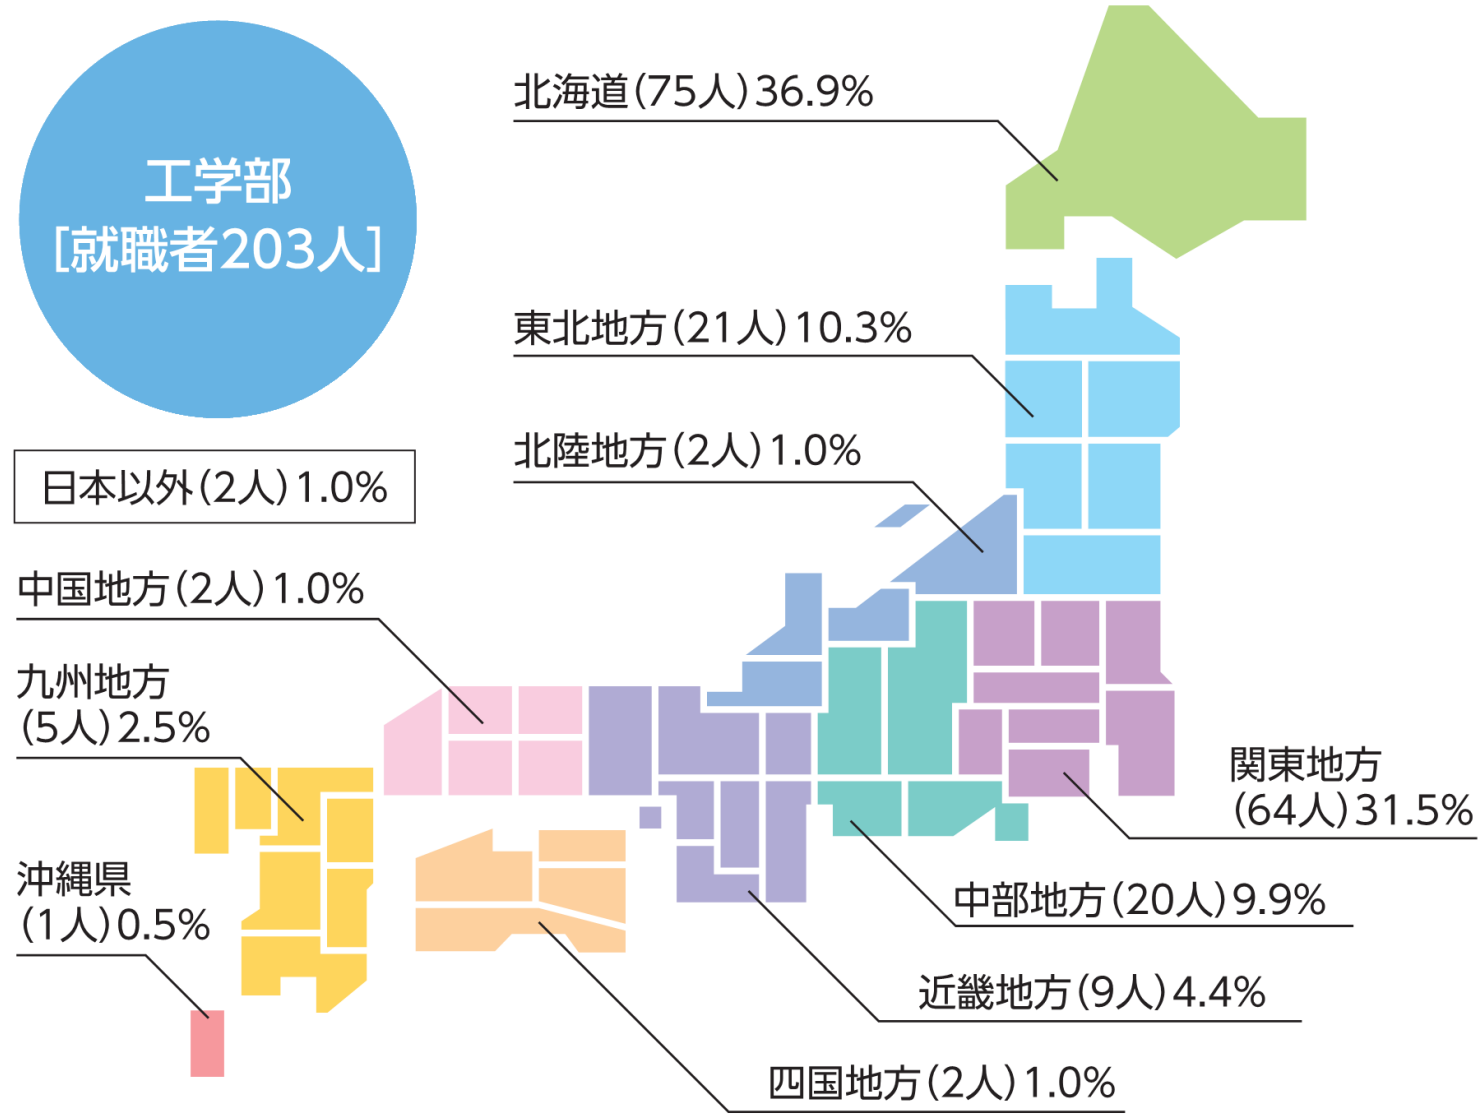 工学部
[就職者203人]
日本以外(2人)1.0%
北海道(75人)36.9%
東北地方(21人)10.3%
北陸地方(2人)1.0%
中国地方(2人)1.0%
九州地方
(5人)2.5%
沖縄県
(1人)0.5%
関東地方
(64人)31.5%
中部地方(20人)9.9%
近畿地方(9人)4.4%
四国地方(2人)1.0%